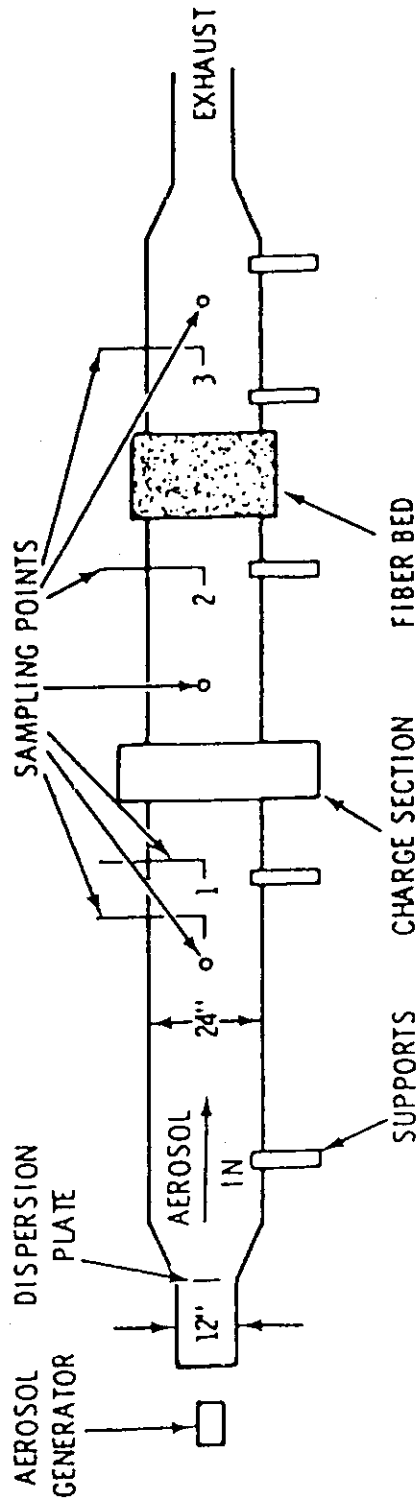 AEROSOL
GENERATOR
DISPERSION
PLATE
12"
AEROSOL
IN
24"
SAMPLING POINTS
1
2
3
EXHAUST
SUPPORTS
CHARGE SECTION
FIBER BED